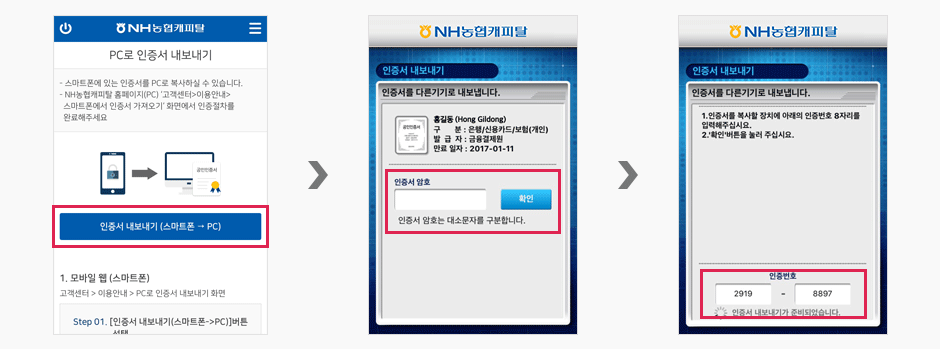 NH농협캐피탈
PC로 인증서 내보내기
- 스마트폰에 있는 인증서를 PC로 복사하실 수 있습니다.
- NH농협캐피탈 홈페이지(PC) '고객센터>이용안내>
스마트폰에서 인증서 가져오기' 화면에서 인증절차를
완료해주세요
공인인증서
인증서 내보내기 (스마트폰 → PC)
1. 모바일 웹 (스마트폰)
고객센터 > 이용안내 > PC로 인증서 내보내기 화면
Step 01. [인증서 내보내기(스마트폰->PC)]버튼
선택
NH농협캐피탈
인증서 내보내기
인증서를 다른기기로 내보냅니다.
공인인증서
홍길동 (Hong Gildong)
구 분 : 은행/신용카드/보험(개인)
발 급 자 : 금융결제원
만료 일자 : 2017-01-11
인증서 암호
확인
인증서 암호는 대소문자를 구분합니다.
NH농협캐피탈
인증서 내보내기
인증서를 다른기기로 내보냅니다.
1.인증서를 복사할 장치에 아래의 인증번호 8자리를
입력해주십시요.
2.'확인'버튼을 눌러 주십시요.
인증번호
2919 - 8897
인증서 내보내기가 준비되었습니다.